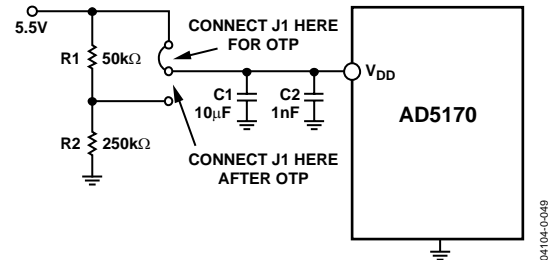 5.5V
CONNECT J1 HERE
FOR OTP
R1 50kΩ
VDD
C1
10μF
C2
1nF
AD5170
R2 250kΩ
CONNECT J1 HERE
AFTER OTP
04104-0-049